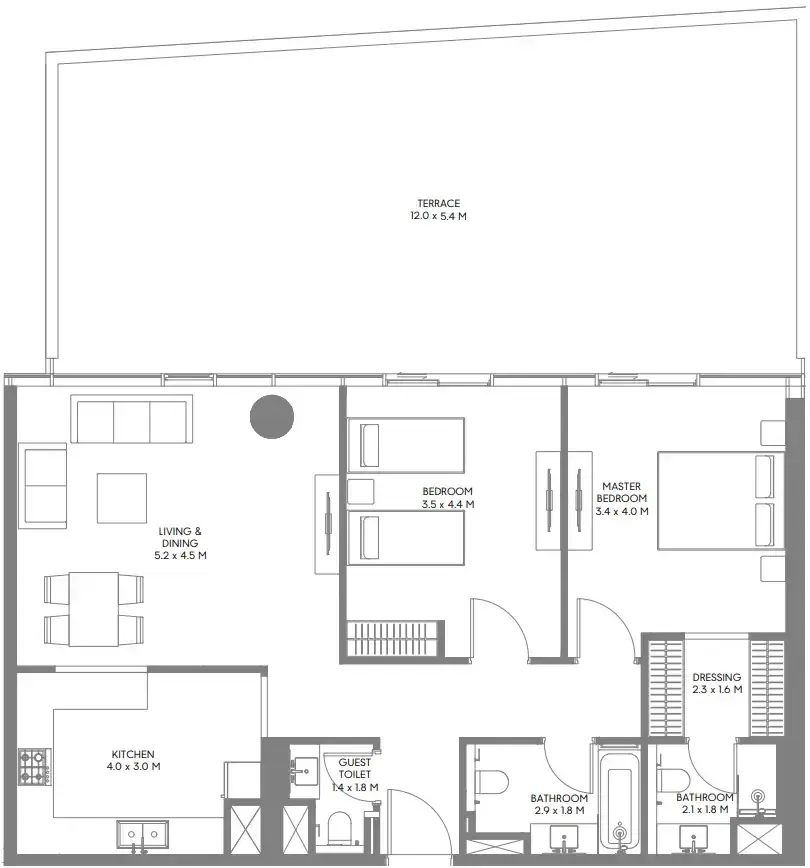 TERRACE
12.0 x 5.4 M
BEDROOM
3.5 x 4.4 M
MASTER
BEDROOM
3.4 x 4.0 M
LIVING &
DINING
5.2 x 4.5 M
DRESSING
2.3 x 1.6 M
KITCHEN
4.0 x 3.0 M
GUEST
TOILET
1.4 x 1.8 M
BATHROOM
2.9 x 1.8 M
BATHROOM
2.1 x 1.8 M